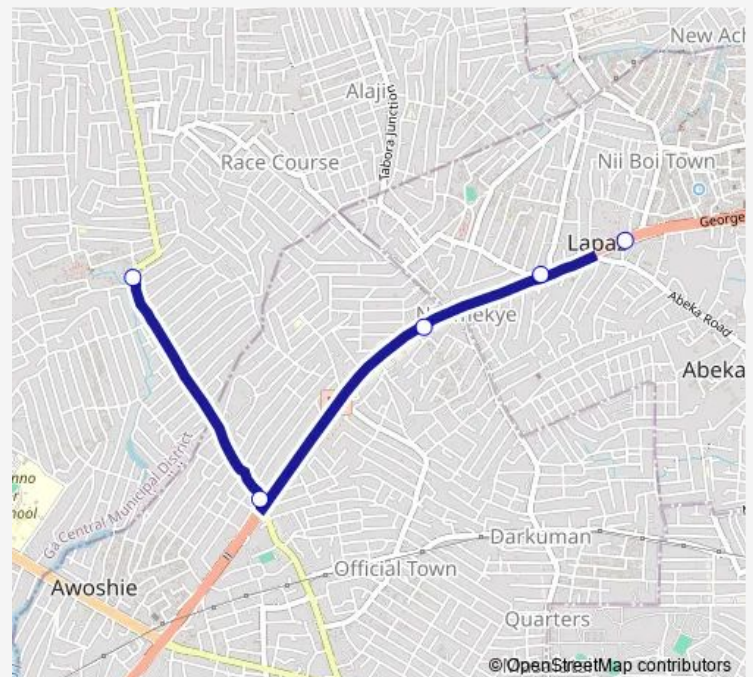 New Ach
Alaji
Tabora Junction
Race Course
Nii Boi Town
George
Lapa
Abeka Road
Abeka
Ga Central Municipal District
Darkuman
Official Town
Awoshie
Quarters
© OpenStreetMap contributors